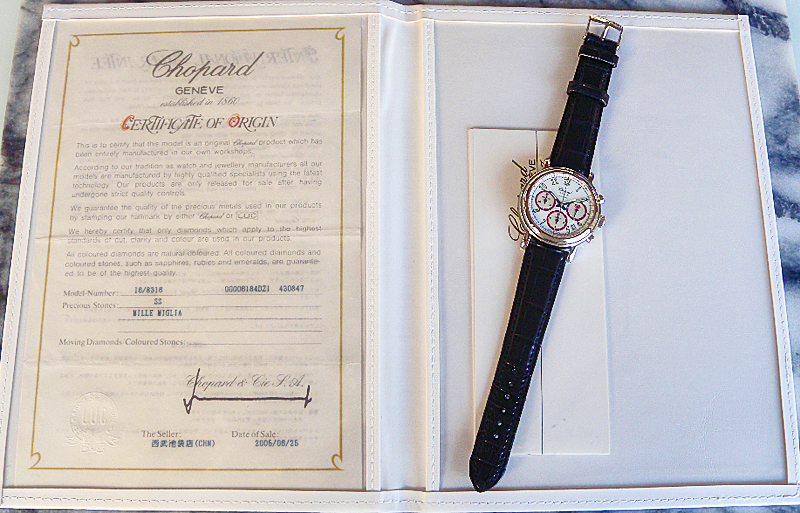 Chopard
GENÈVE
established in 1860
CERTIFICATE OF ORIGIN
This is to certify that this model is an original Chopard product which has
been entirely manufactured in our own workshops.
According to our tradition as watch and jewellery manufacturers all our
models are manufactured by highly qualified specialists using the latest
technology. Our products are only released for sale after having
undergone strict quality controls.
We guarantee the quality of the precious metals used in our products
by stamping our hallmark by either Chopard or LUC
We hereby certify that only diamonds which apply to the highest
standards of cut, clarity and colour are used in our products.
All coloured diamonds are natural-coloured. All coloured diamonds and
coloured stones, such as sapphires, rubies and emeralds, are guarante-
ed to be of the highest quality.
Model-Number: 16/8316 00006184021 430847
Precious Stones: SS
MILLE MIGLIA
Moving Diamonds/Coloured Stones:
Chopard & Cie S.A.
LUC
The Seller: Date of Sale:
西武池袋店(CHN) 2005/06/25
Chopard